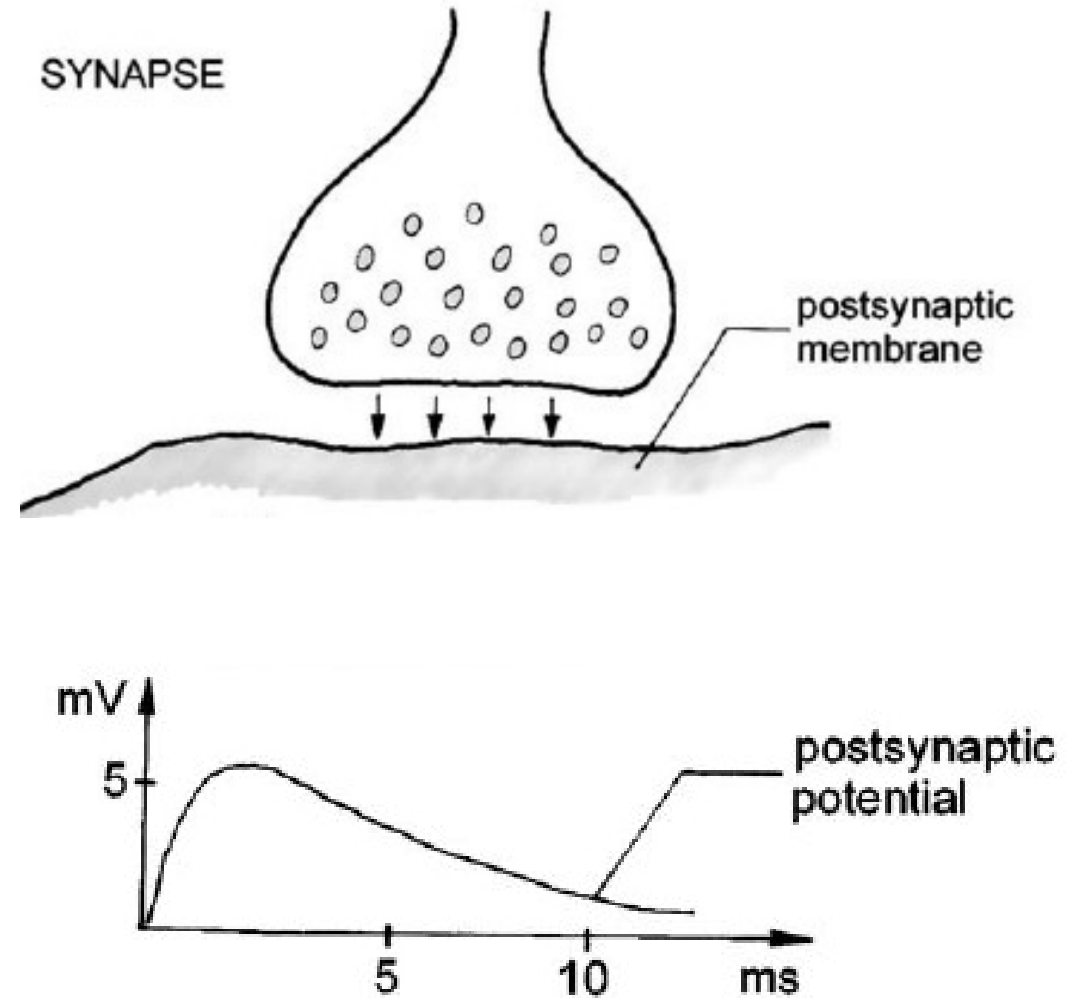 SYNAPSE
postsynaptic
membrane
mV
5
postsynaptic
potential
5
10
ms